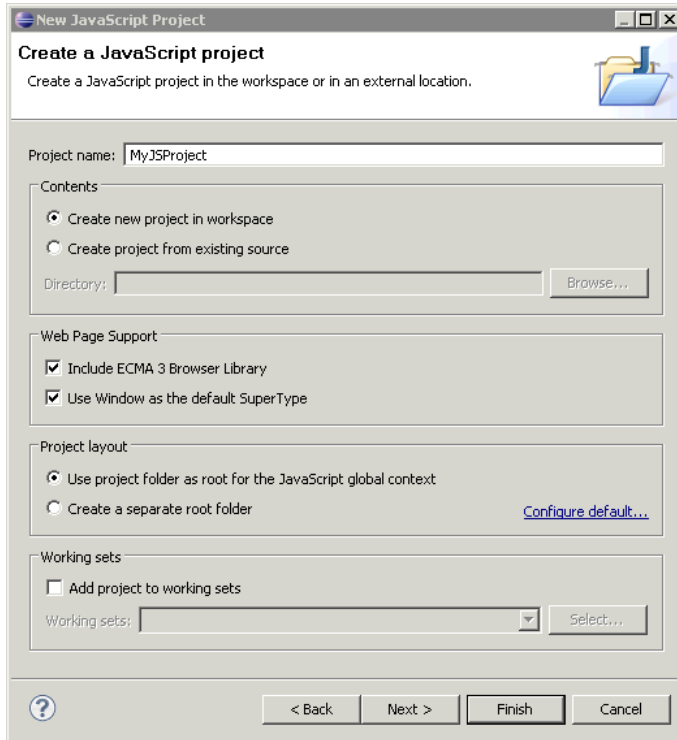 New JavaScript Project
Create a JavaScript project
Create a JavaScript project in the workspace or in an external location.
Project name: MyJSProject
Contents
Create new project in workspace
Create project from existing source
Directory: Browse...
Web Page Support
Include ECMA 3 Browser Library
Use Window as the default SuperType
Project layout
Use project folder as root for the JavaScript global context
Create a separate root folder Configure default...
Working sets
Add project to working sets
Working sets: Select...
? < Back Next > Finish Cancel